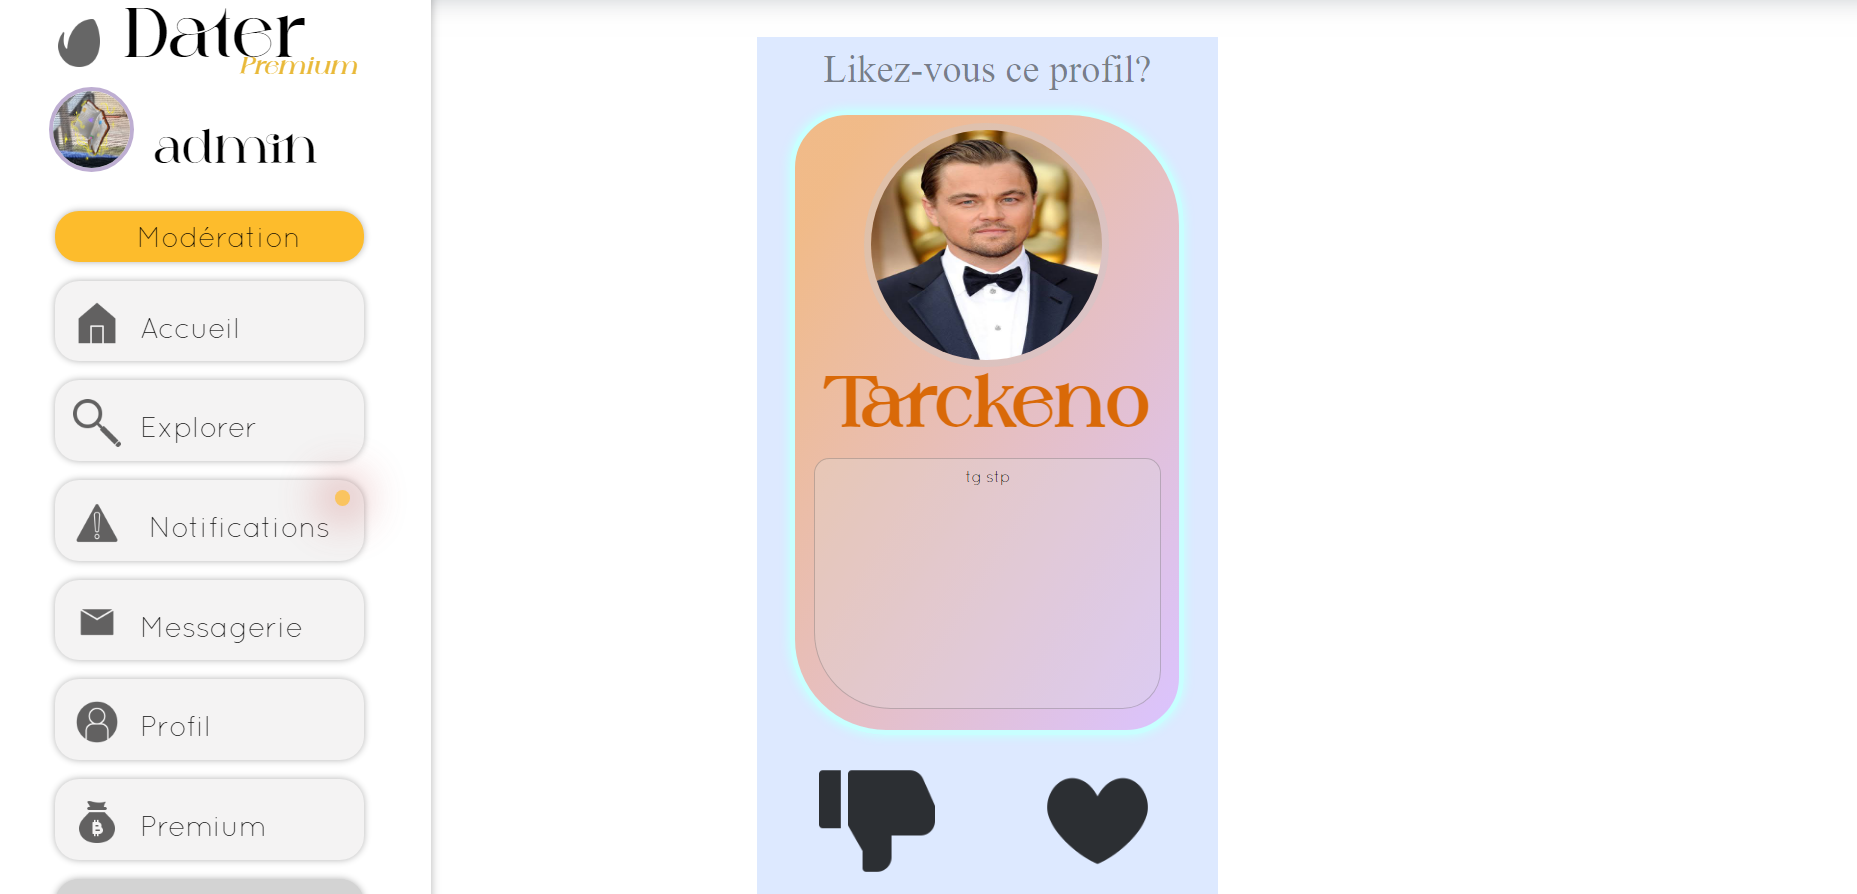 Dater
Premium
admin
Modération
Accueil
Explorer
Notifications
Messagerie
Profil
Premium
Likez-vous ce profil?
Tarckeno
tg stp